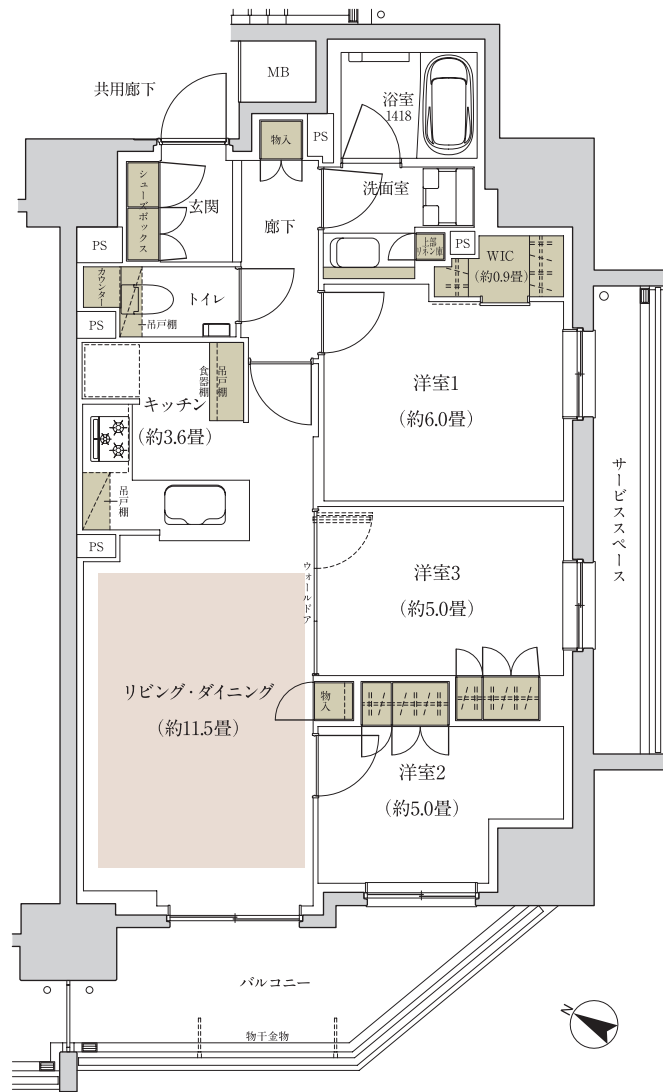 MB
共用廊下
浴室
1418
PS
物入
シューズボックス
玄関
廊下
洗面室
PS
上部
リネン庫
PS
WIC
(約0.9畳)
カウンター
トイレ
吊戸棚
PS
吊戸棚
食器棚
キッチン
(約3.6畳)
洋室1
(約6.0畳)
吊戸棚
PS
サービススペース
ウォールドア
洋室3
(約5.0畳)
リビング・ダイニング
(約11.5畳)
物入
洋室2
(約5.0畳)
バルコニー
物干金物
N